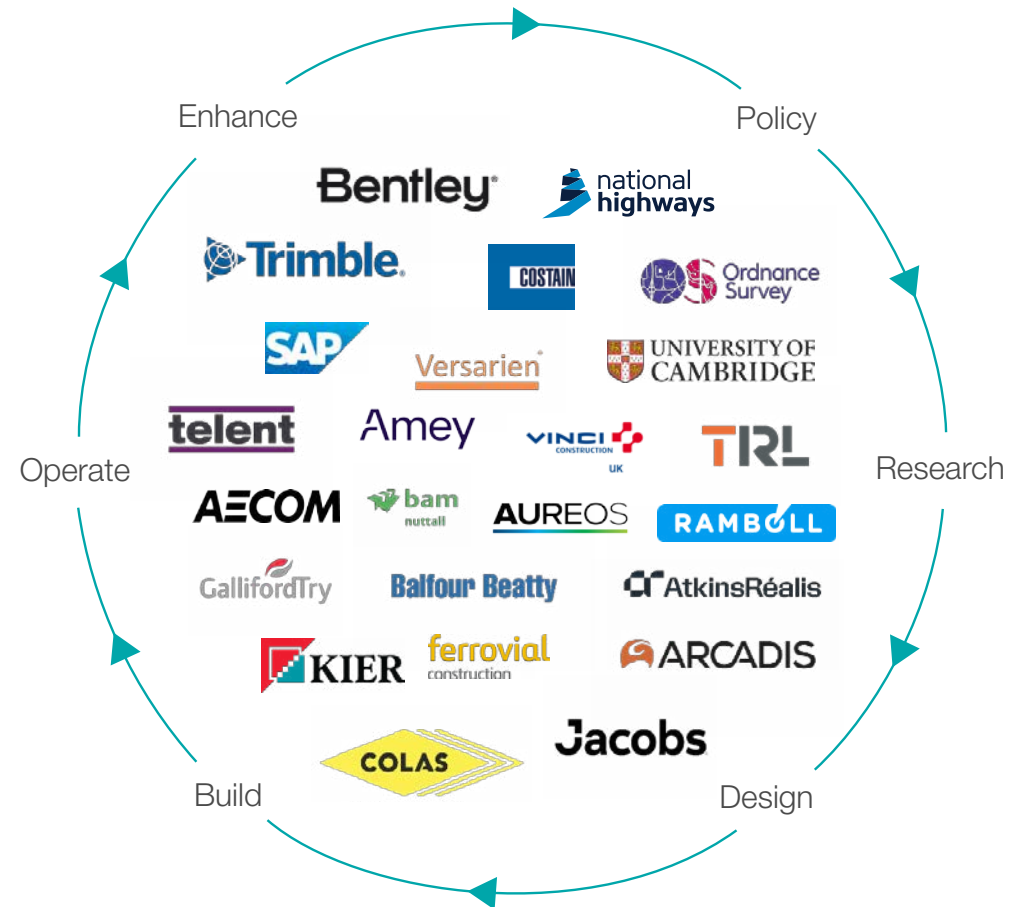 Enhance
Policy
Bentley®
national
highways
Trimble®
COSTAIN
OS
Ordnance
Survey
SAP
Versarien®
UNIVERSITY OF
CAMBRIDGE
telent
Amey
VINCI
CONSTRUCTION
UK
TRL
Operate
Research
AECOM
bam
nuttall
AUREOS
RAMBOLL
GallifordTry
Balfour Beatty
AtkinsRéalis
KIER
ferrovial
construction
ARCADIS
COLAS
Jacobs
Build
Design